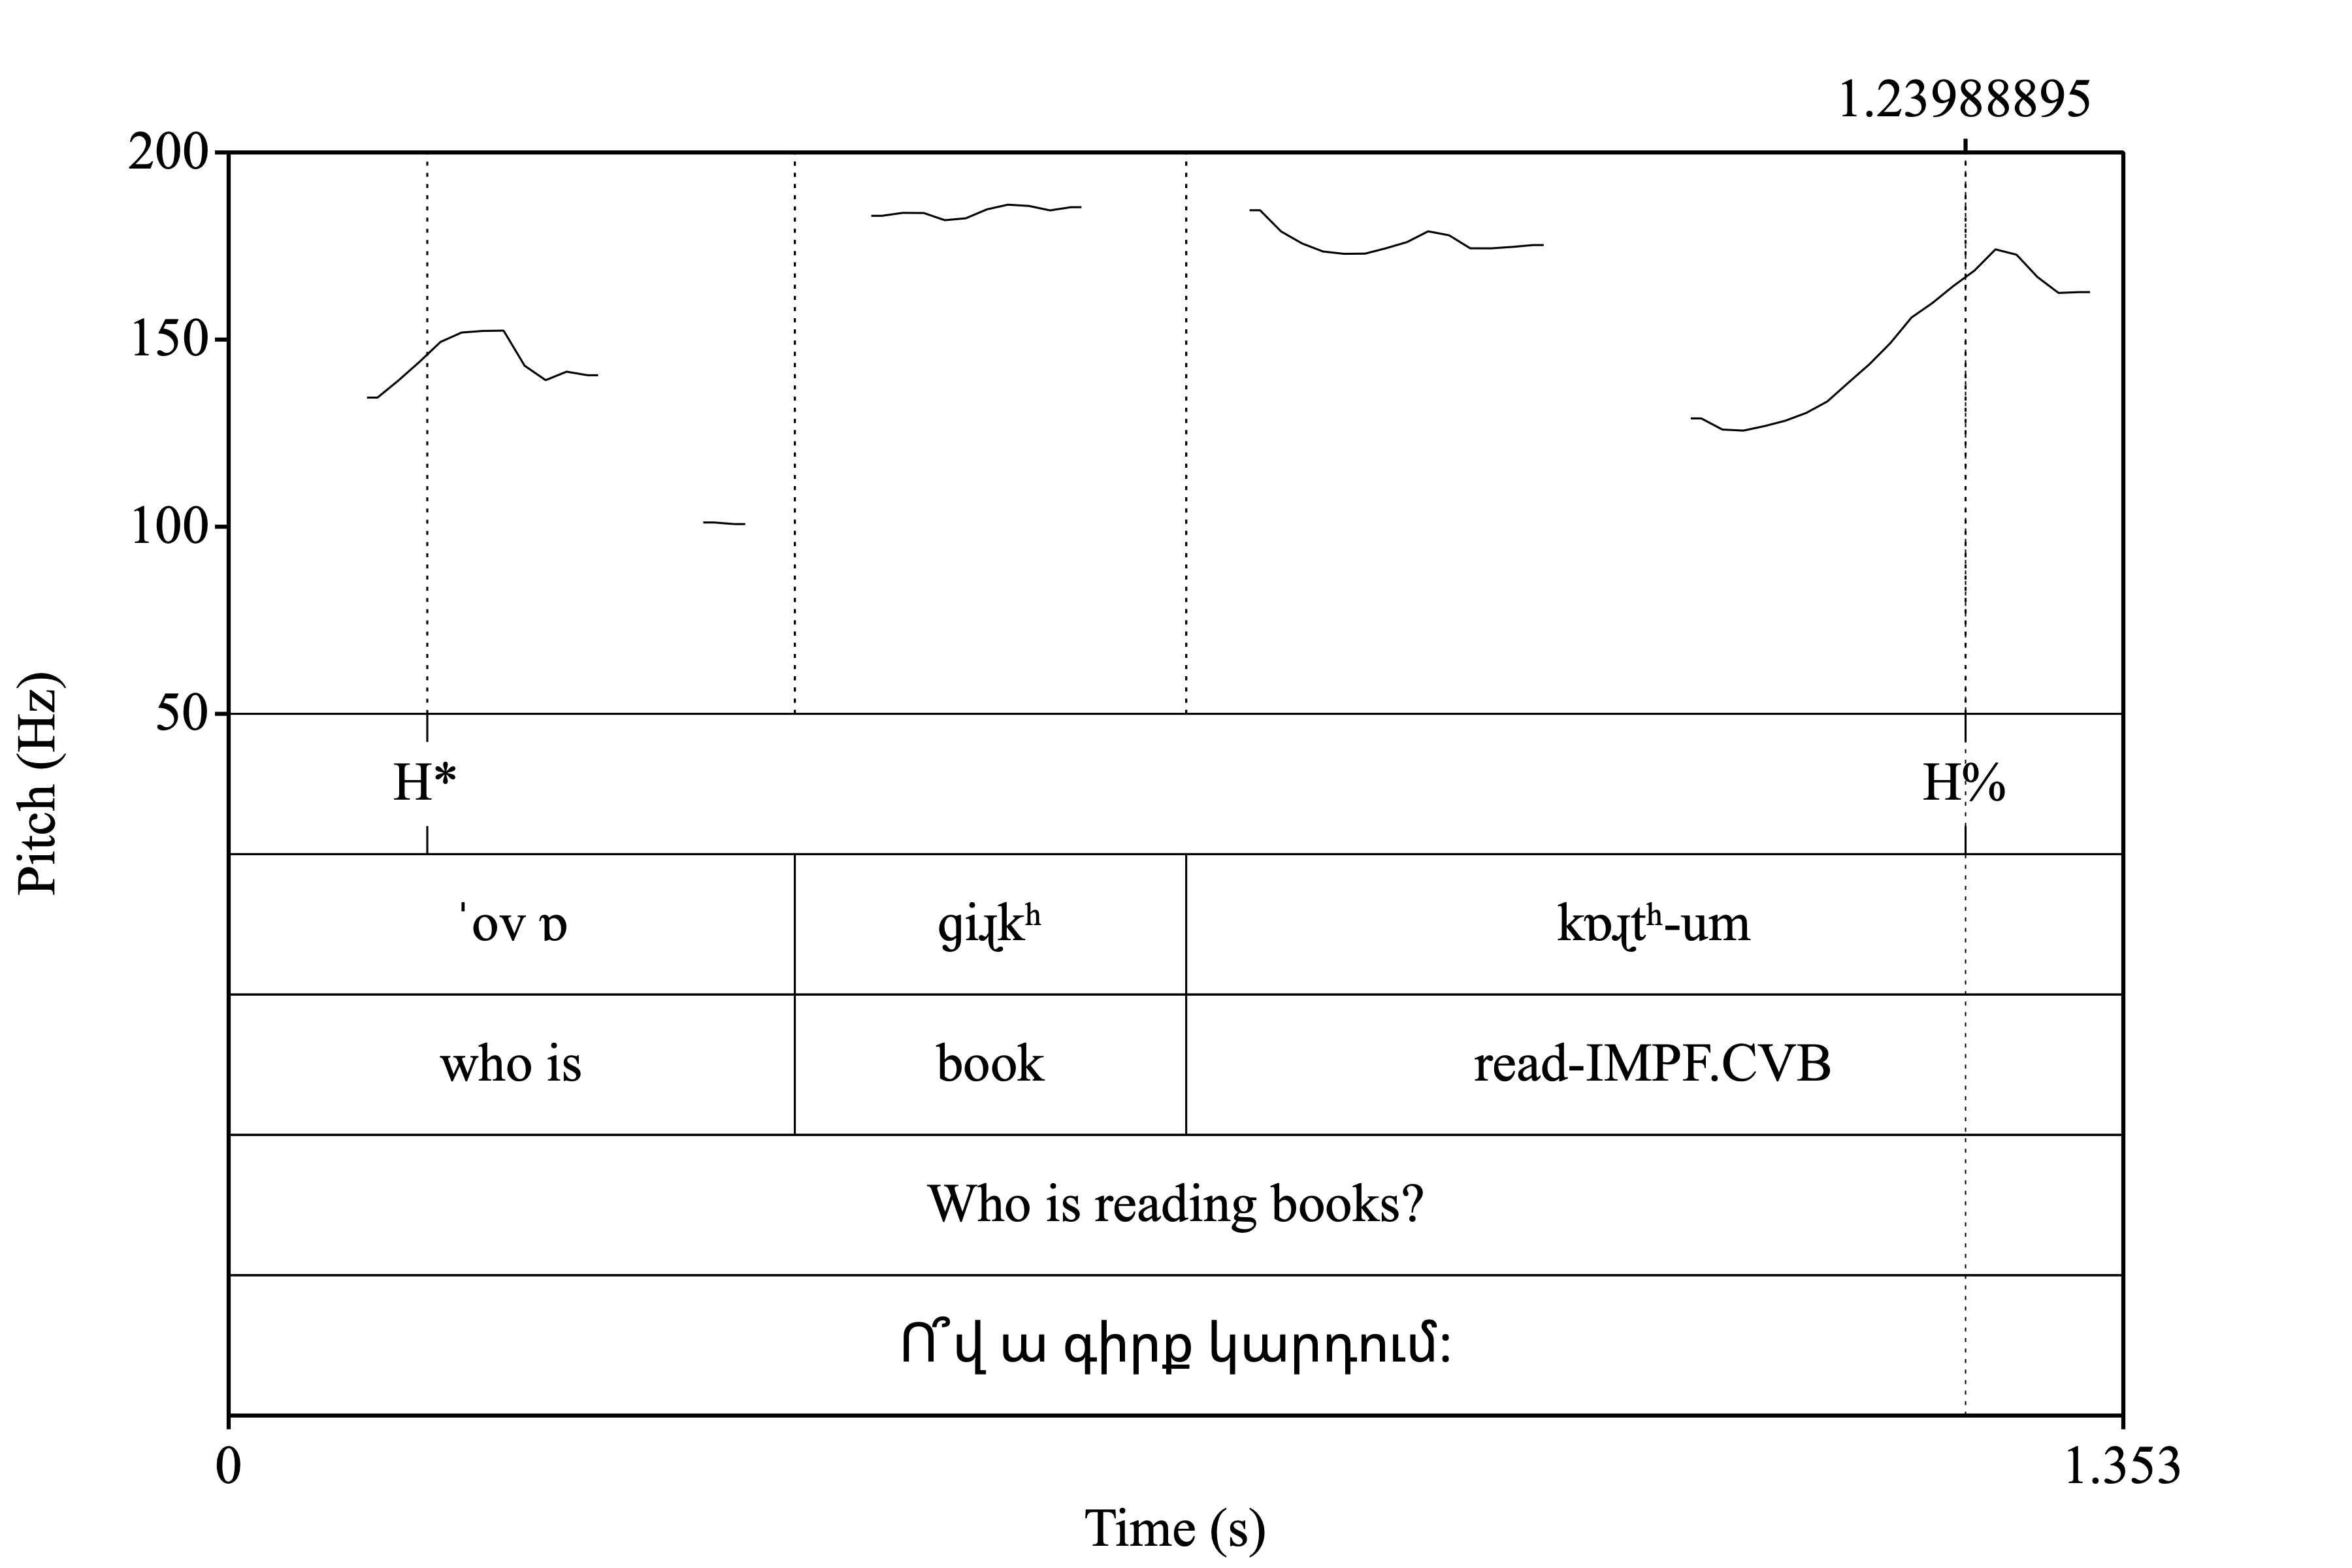 1.23988895
200
150
100
50
Pitch (Hz)
H* H%
ˈov ɒ giɻkʰ kɒɻtʰ-um
who is book read-IMPF.CVB
Who is reading books?
Ո՞վ ա գիրք կարդում:
0 1.353
Time (s)